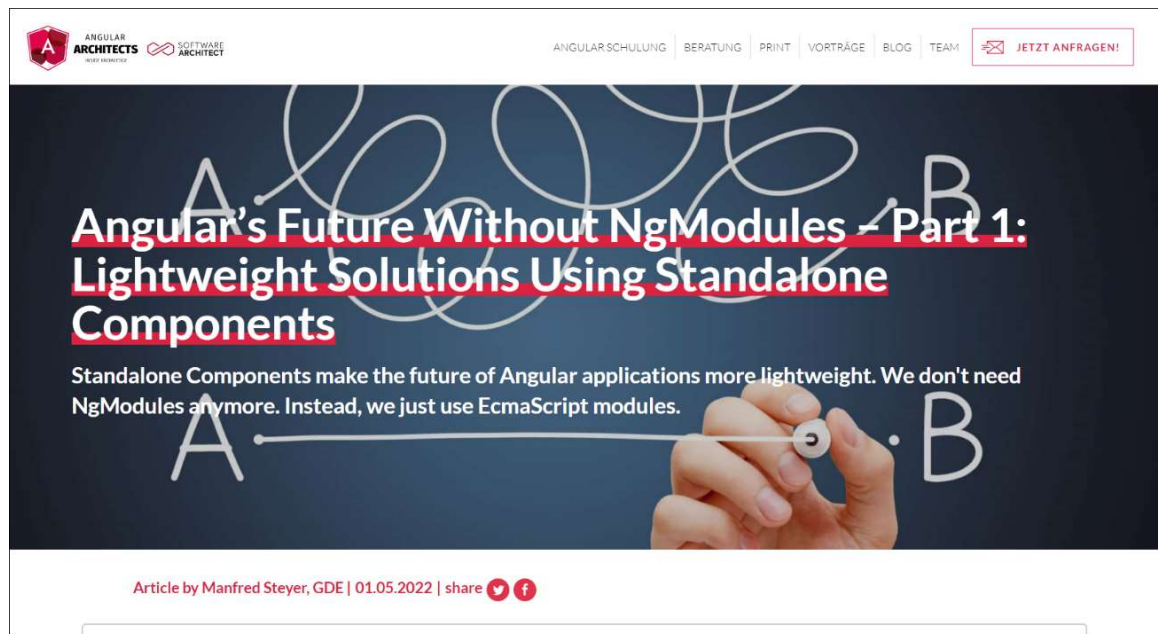 ANGULAR
ARCHITECTS
INSIDE KNOWLEDGE
SOFTWARE
ARCHITECT
ANGULAR SCHULUNG
BERATUNG
PRINT
VORTRÄGE
BLOG
TEAM
JETZT ANFRAGEN!
A
B
Angular’s Future Without NgModules – Part 1:
Lightweight Solutions Using Standalone
Components
Standalone Components make the future of Angular applications more lightweight. We don't need
NgModules anymore. Instead, we just use EcmaScript modules.
A
B
Article by Manfred Steyer, GDE | 01.05.2022 | share